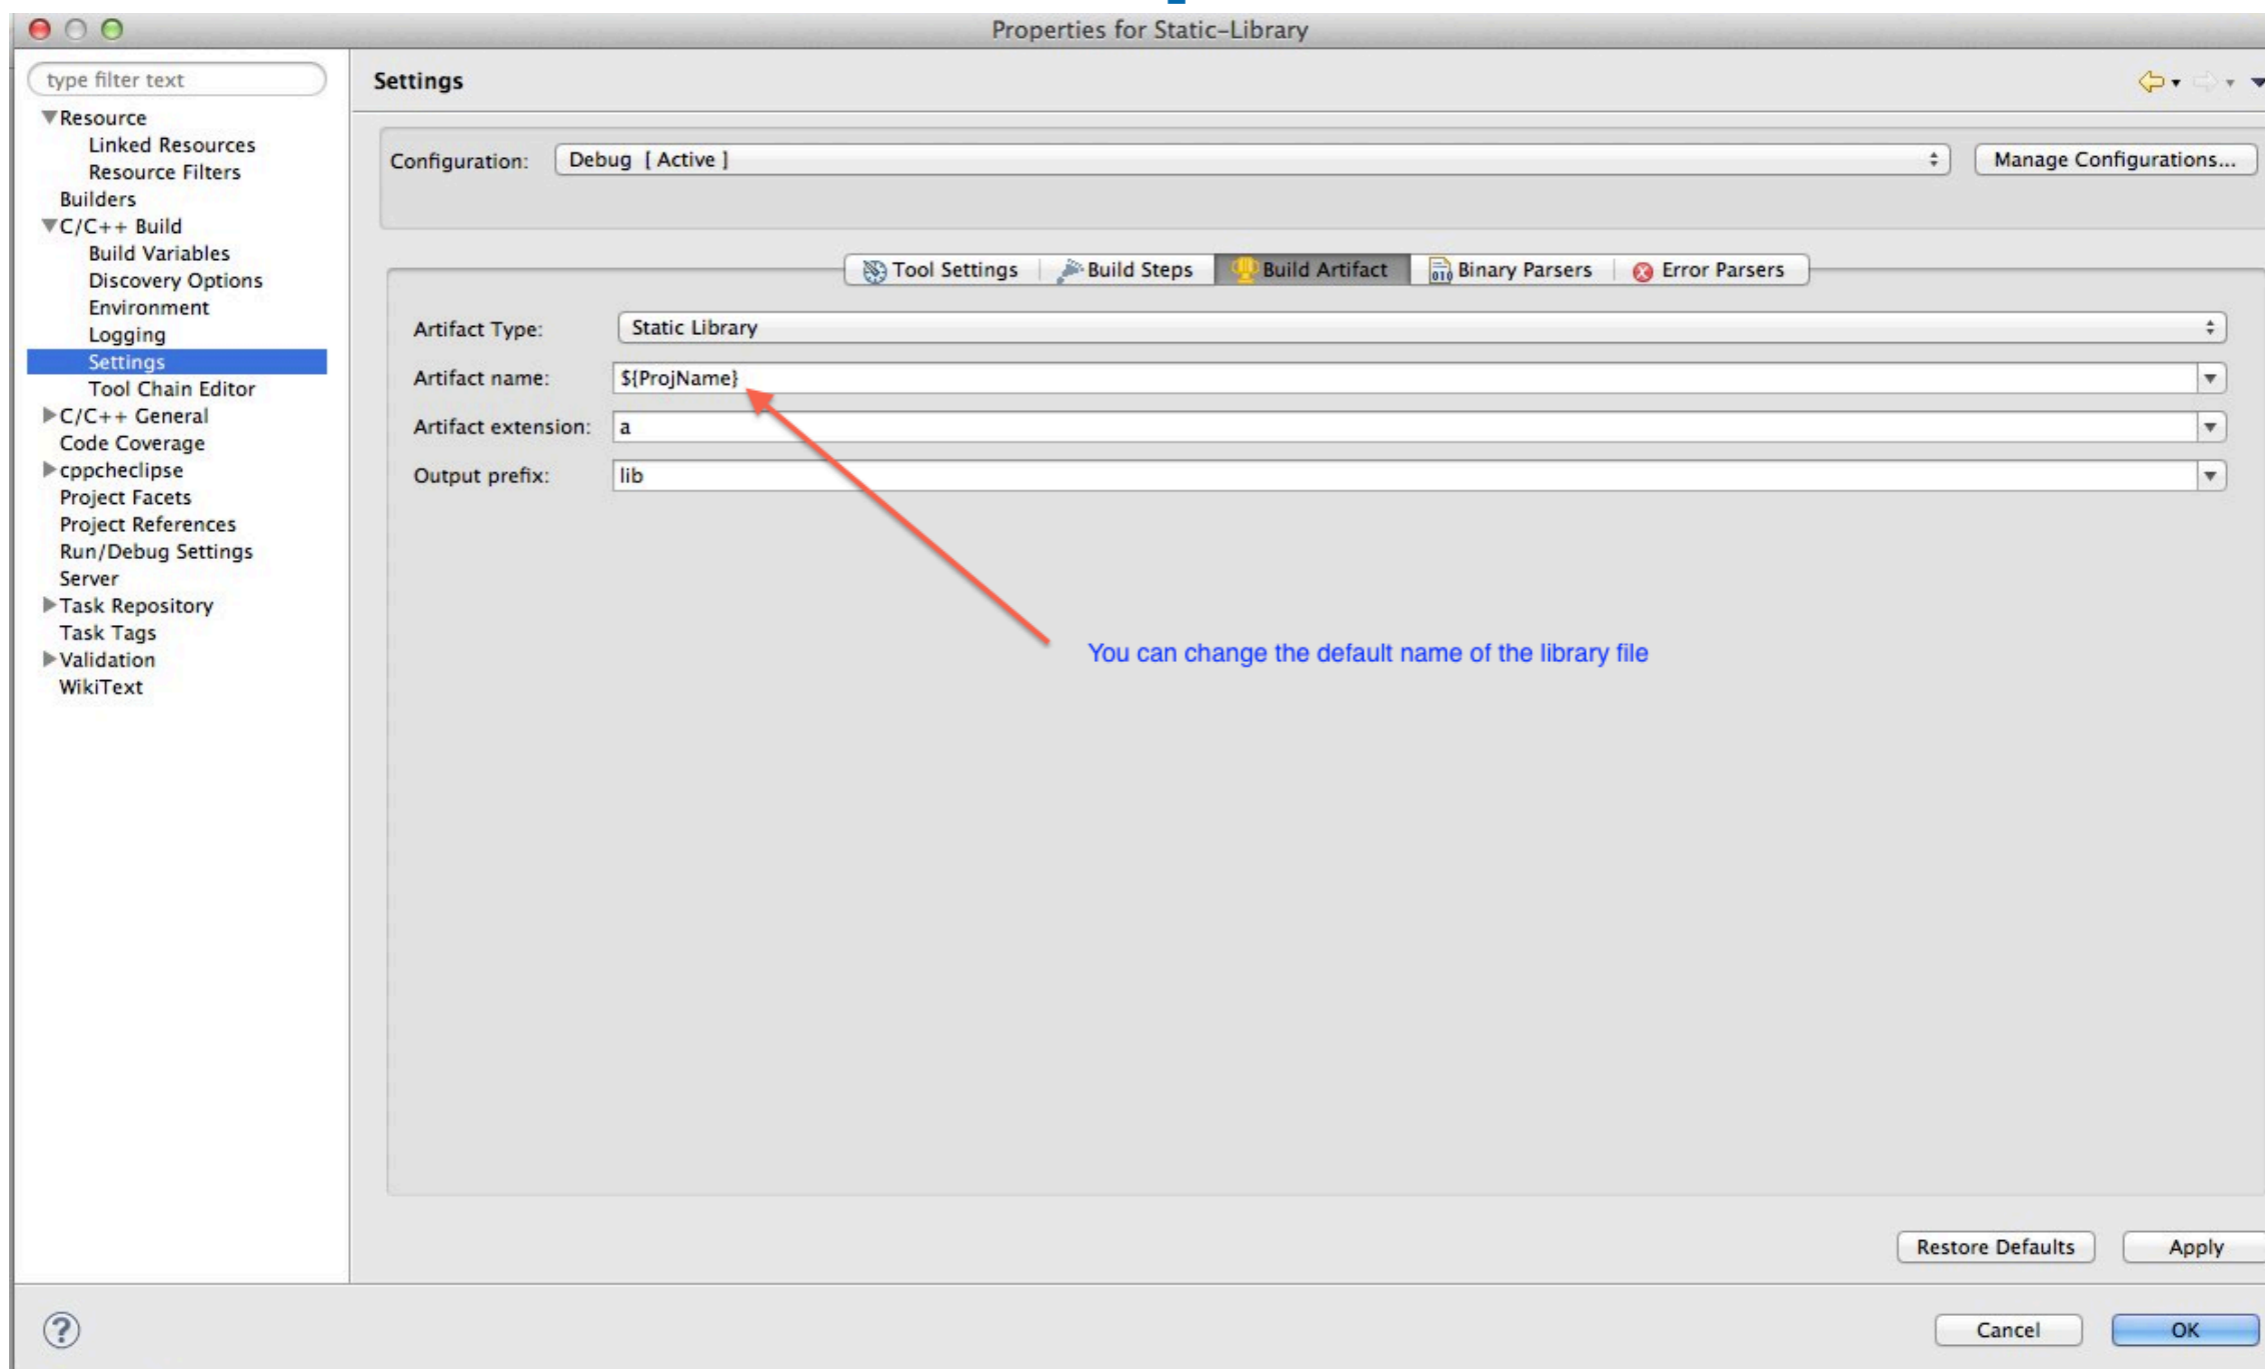 Properties for Static-Library
type filter text
Resource
Linked Resources
Resource Filters
Builders
C/C++ Build
Build Variables
Discovery Options
Environment
Logging
Settings
Tool Chain Editor
C/C++ General
Code Coverage
cppcheclipse
Project Facets
Project References
Run/Debug Settings
Server
Task Repository
Task Tags
Validation
WikiText
Settings
Configuration: Debug [ Active ] Manage Configurations...
Tool Settings Build Steps Build Artifact Binary Parsers Error Parsers
Artifact Type: Static Library
Artifact name: ${ProjName}
Artifact extension: a
Output prefix: lib
You can change the default name of the library file
Restore Defaults Apply
Cancel OK